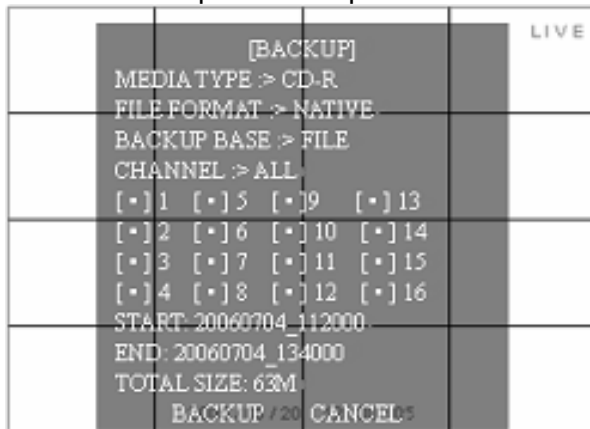 LIVE
[BACKUP]
MEDIA TYPE :> CD-R
FILE FORMAT :> NATIVE
BACKUP BASE :> FILE
CHANNEL :> ALL
[▪] 1 [▪] 5 [▪] 9 [▪] 13
[▪] 2 [▪] 6 [▪] 10 [▪] 14
[▪] 3 [▪] 7 [▪] 11 [▪] 15
[▪] 4 [▪] 8 [▪] 12 [▪] 16
START: 20060704_112000
END: 20060704_134000
TOTAL SIZE: 63M
BACKUP / 20 CANCEL 05